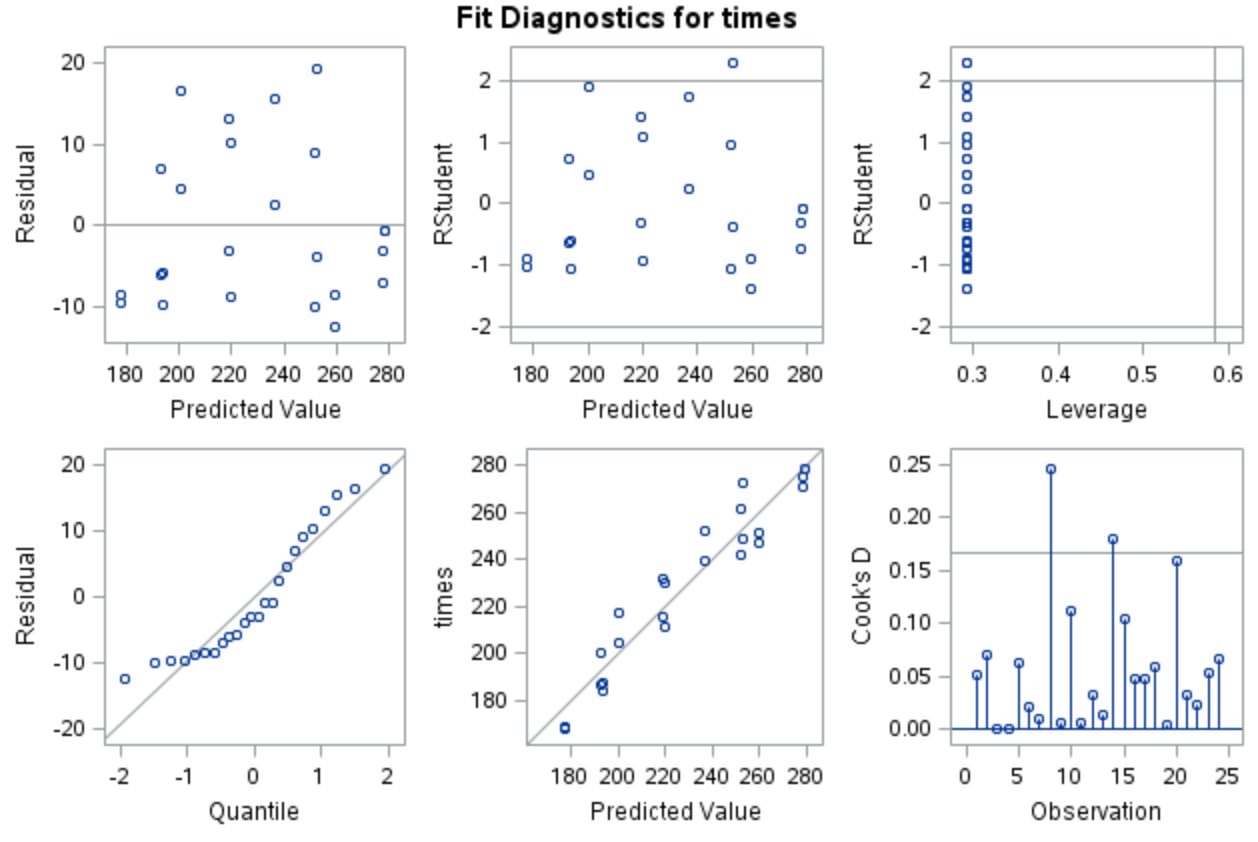 Fit Diagnostics for times
Residual
20
10
0
-10
180 200 220 240 260 280
Predicted Value
RStudent
2
1
0
-1
-2
180 200 220 240 260 280
Predicted Value
RStudent
2
1
0
-1
-2
0.3 0.4 0.5 0.6
Leverage
Residual
20
10
0
-10
-20
-2 -1 0 1 2
Quantile
times
280
260
240
220
200
180
180 200 220 240 260 280
Predicted Value
Cook's D
0.25
0.20
0.15
0.10
0.05
0.00
0 5 10 15 20 25
Observation